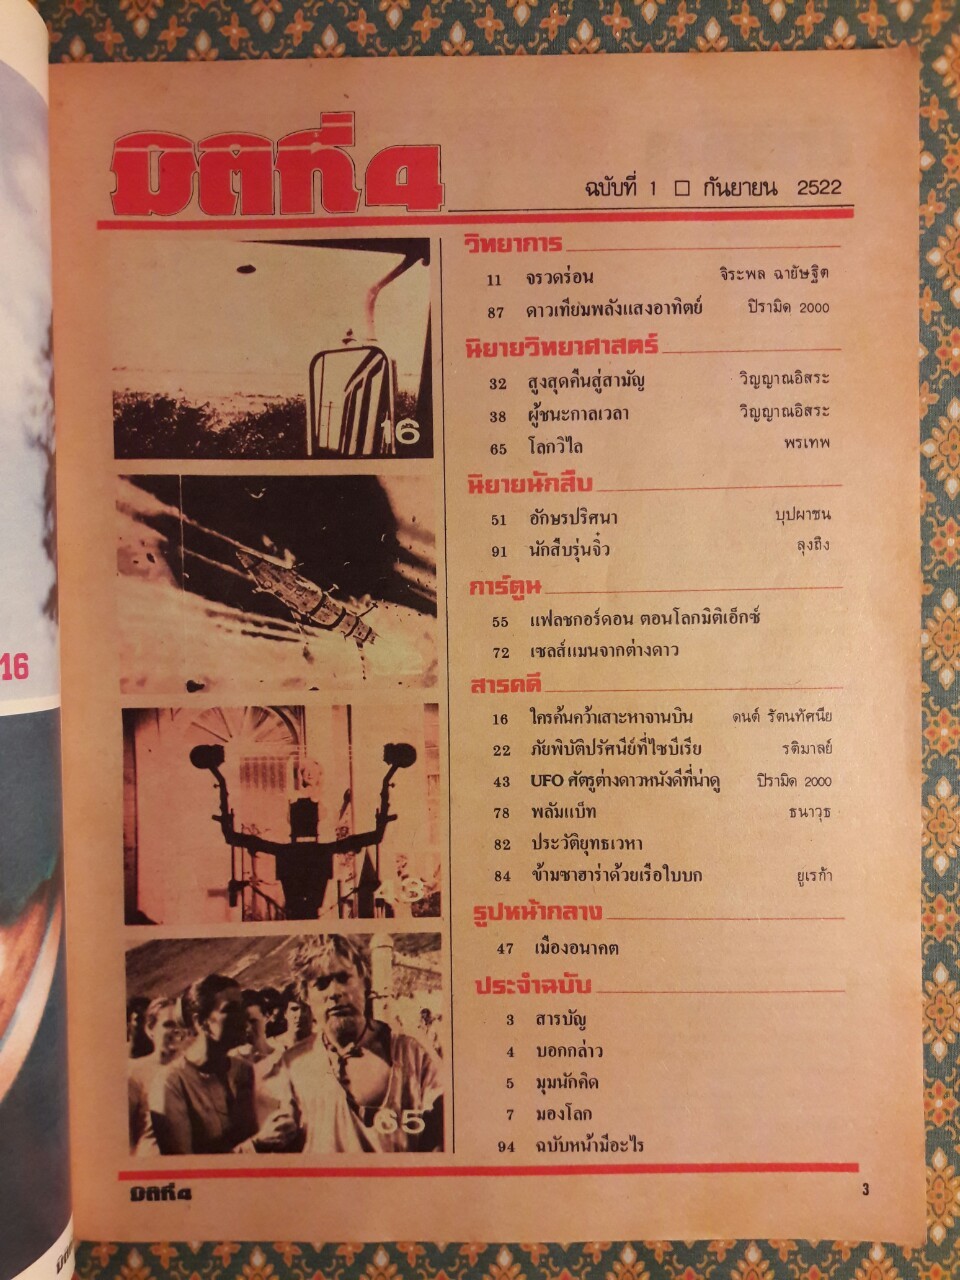 มิติที่4
ฉบับที่ 1 □ กันยายน 2522
วิทยาการ
11 จรวดร่อน จิระพล ฉายัษฐิต
87 ดาวเทียมพลังแสงอาทิตย์ ปิรามิด 2000
นิยายวิทยาศาสตร์
32 สูงสุดคืนสู่สามัญ วิญญาณอิสระ
38 ผู้ชนะกาลเวลา วิญญาณอิสระ
65 โลกวิไล พรเทพ
นิยายนักสืบ
51 อักษรปริศนา บุปผาชน
91 นักสืบรุ่นจิ๋ว ลุงถึง
การ์ตูน
55 แฟลชกอร์ดอน ตอนโลกมิติเอ็กซ์
72 เซลส์แมนจากต่างดาว
สารคดี
16 ใครค้นคว้าเสาะหาจานบิน ดนต์ รัตนทัศนีย
22 ภัยพิบัติปรัศนีย์ที่ไซบีเรีย รติมาลย์
43 UFO ศัตรูต่างดาวหนังดีที่น่าดู ปิรามิด 2000
78 พลัมแบ็ท ธนาวุธ
82 ประวัติยุทธเวหา
84 ข้ามซาฮาร่าด้วยเรือใบบก ยูเรก้า
รูปหน้ากลาง
47 เมืองอนาคต
ประจำฉบับ
3 สารบัญ
4 บอกกล่าว
5 มุมนักคิด
7 มองโลก
94 ฉบับหน้ามีอะไร
16
43
65
16
มิติที่4
3